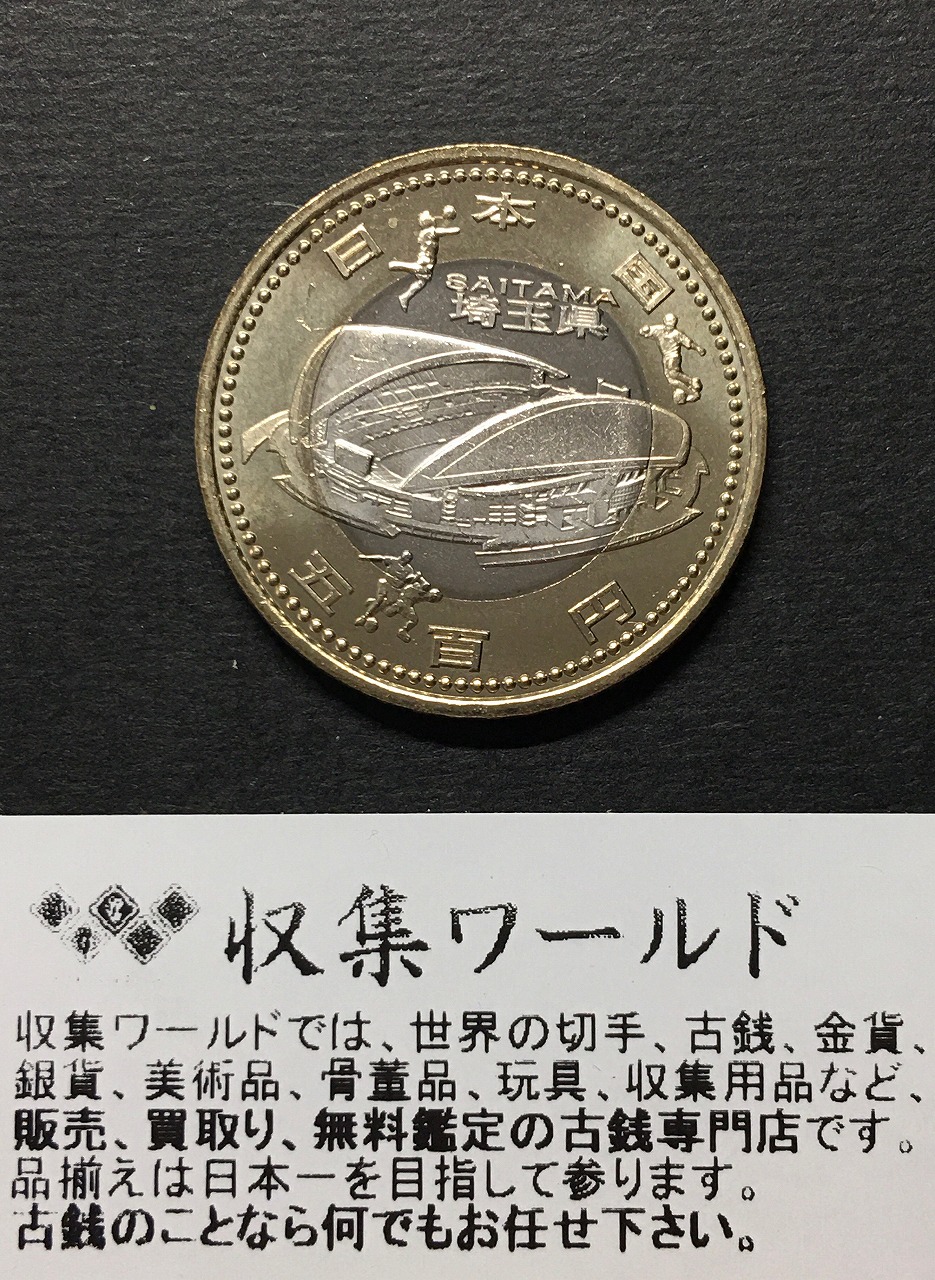 日本国
SAITAMA
埼玉県
五百円
収集ワールド
収集ワールドでは、世界の切手、古銭、金貨、
銀貨、美術品、骨董品、玩具、収集用品など、
販売、買取り、無料鑑定の古銭専門店です。
品揃えは日本一を目指して参ります。
古銭のことなら何でもお任せ下さい。